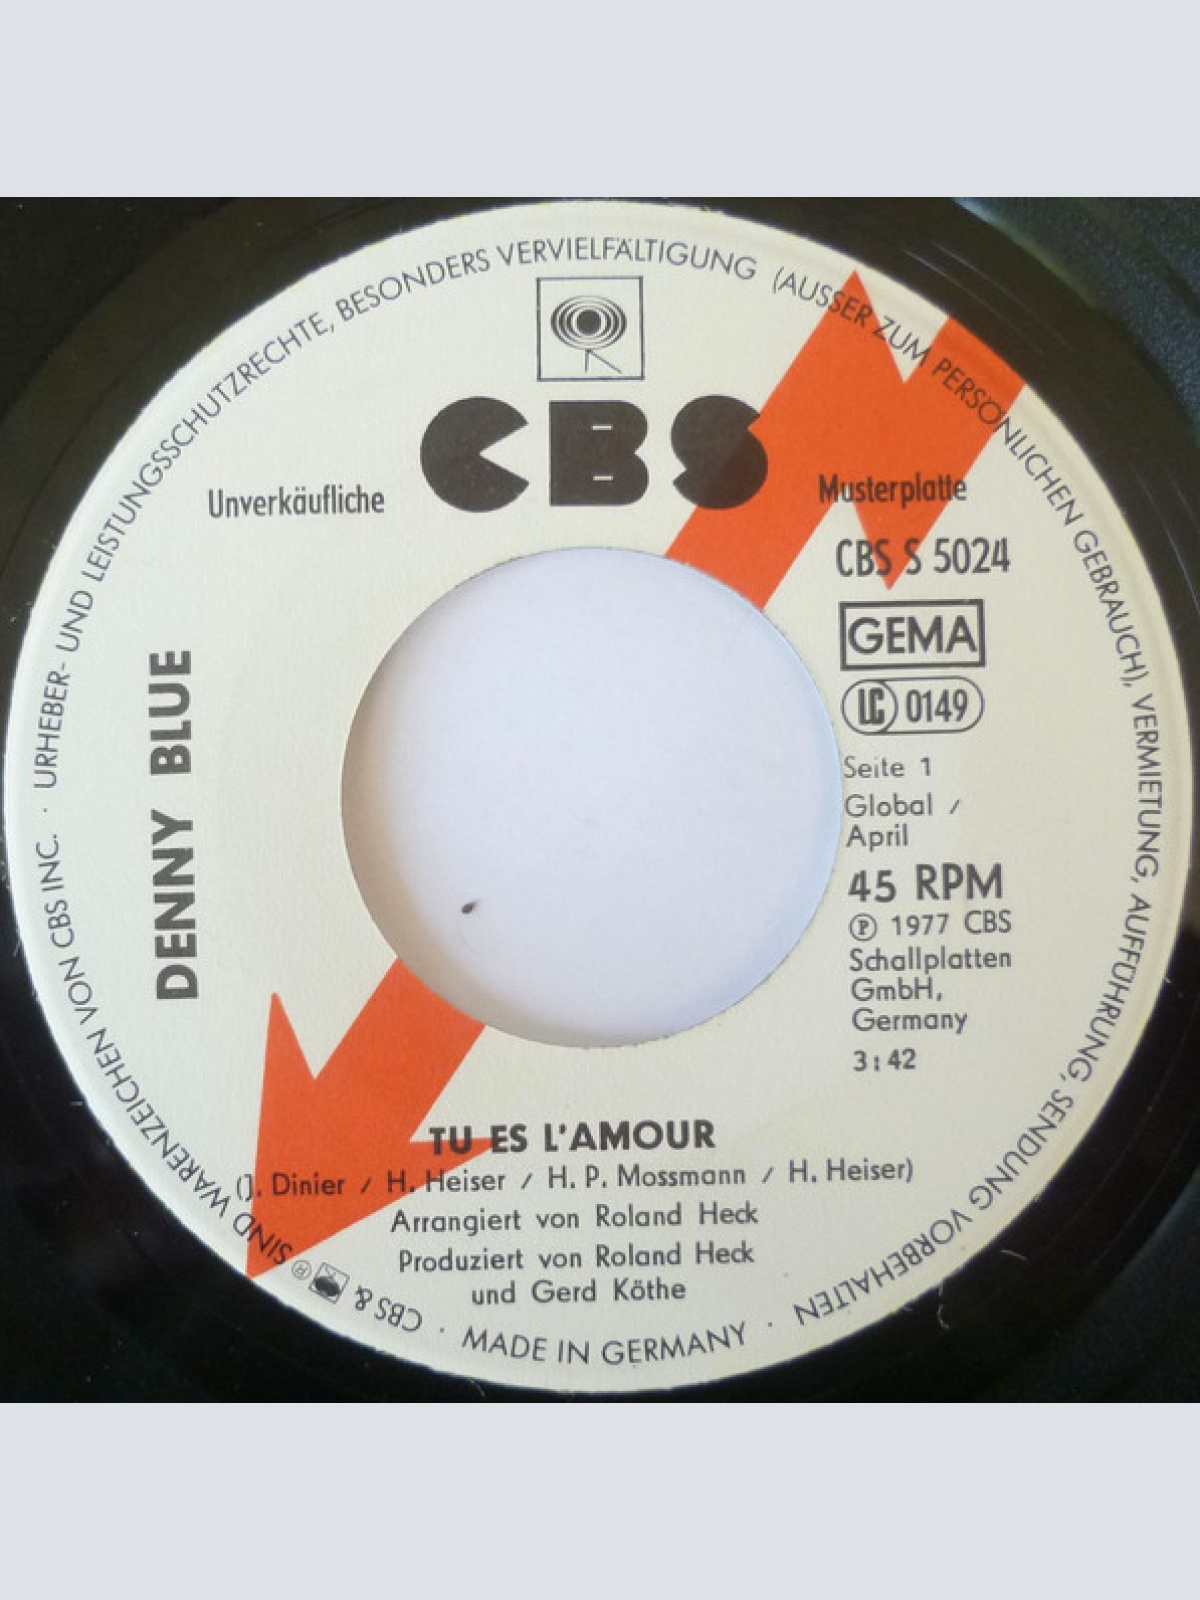 URHEBER- UND LEISTUNGSSCHUTZRECHTE, BESONDERS VERVIELFÄLTIGUNG (AUSSER ZUM PERSÖNLICHEN GEBRAUCH), VERMIETUNG, AUFFÜHRUNG, SENDUNG VORBEHALTEN · MADE IN GERMANY · CBS & ® SIND WARENZEICHEN VON CBS INC. ·
CBS
Unverkäufliche Musterplatte
CBS S 5024
GEMA
LC 0149
Seite 1
Global /
April
45 RPM
℗ 1977 CBS
Schallplatten
GmbH,
Germany
3:42
DENNY BLUE
TU ES L'AMOUR
(J. Dinier / H. Heiser / H. P. Mossmann / H. Heiser)
Arrangiert von Roland Heck
Produziert von Roland Heck
und Gerd Köthe